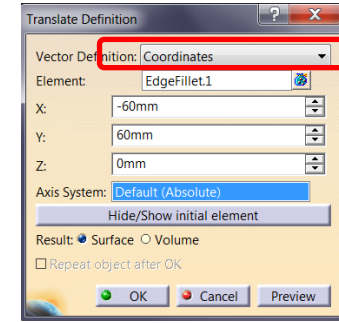 Translate Definition
Vector Definition: Coordinates
Element: EdgeFillet.1
X: -60mm
Y: 60mm
Z: 0mm
Axis System: Default (Absolute)
Hide/Show initial element
Result: Surface Volume
Repeat object after OK
OK Cancel Preview